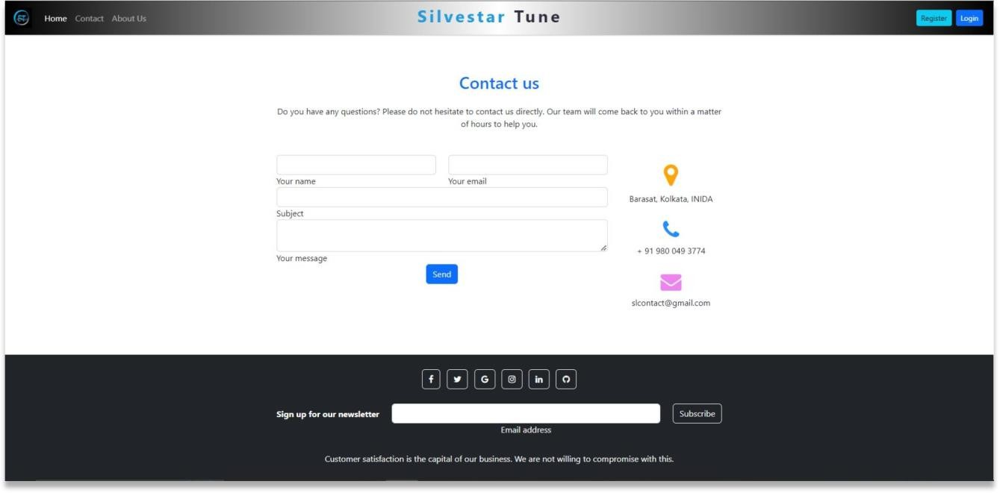 ST
Home Contact About Us
Silvestar Tune
Register Login
Contact us
Do you have any questions? Please do not hesitate to contact us directly. Our team will come back to you within a matter
of hours to help you.
Your name
Your email
Subject
Your message
Send
Barasat, Kolkata, INIDA
+ 91 980 049 3774
slcontact@gmail.com
Sign up for our newsletter
Subscribe
Email address
Customer satisfaction is the capital of our business. We are not willing to compromise with this.